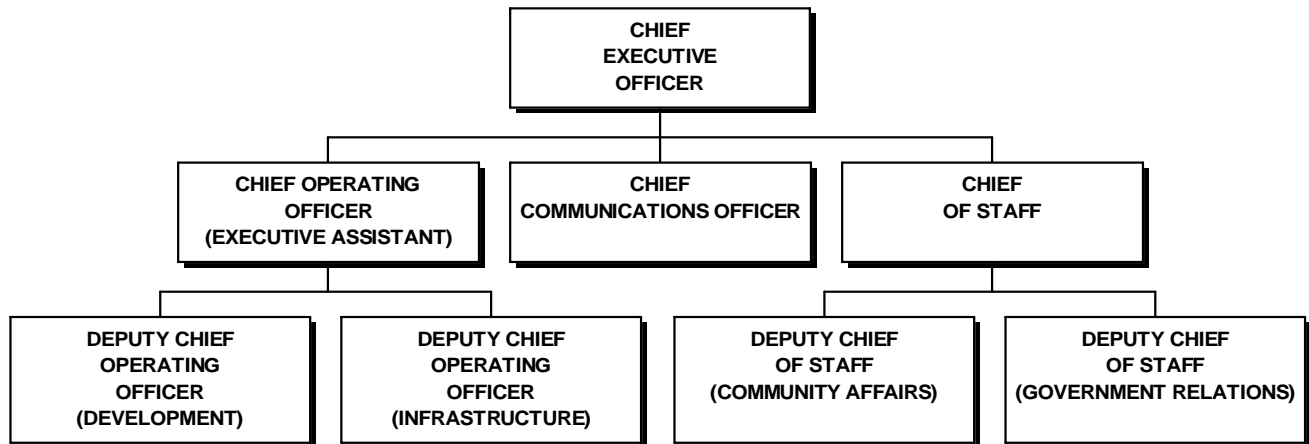 CHIEF
EXECUTIVE
OFFICER
CHIEF OPERATING
OFFICER
(EXECUTIVE ASSISTANT)
CHIEF
COMMUNICATIONS OFFICER
CHIEF
OF STAFF
DEPUTY CHIEF
OPERATING
OFFICER
(DEVELOPMENT)
DEPUTY CHIEF
OPERATING
OFFICER
(INFRASTRUCTURE)
DEPUTY CHIEF
OF STAFF
(COMMUNITY AFFAIRS)
DEPUTY CHIEF
OF STAFF
(GOVERNMENT RELATIONS)